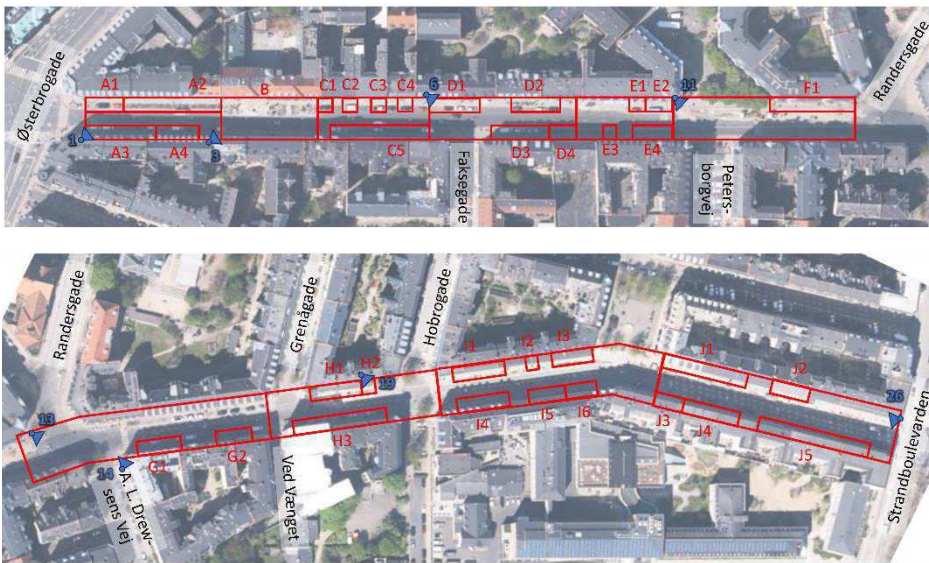 Østerbrogade
A1
A2
B
C1
C2
C3
C4
6
D1
D2
E1
E2
11
F1
Randersgade
1
3
A3
A4
C5
Faksegade
D3
D4
E3
E4
Peters-
borgvej
Randersgade
Grenågade
Hobrogade
H1
H2
19
I1
I2
I3
J1
J2
26
13
14
G1
G2
H3
I4
I5
I6
J3
J4
J5
A. L. Drew-
sens Vej
Ved Vænget
Strandboulevarden